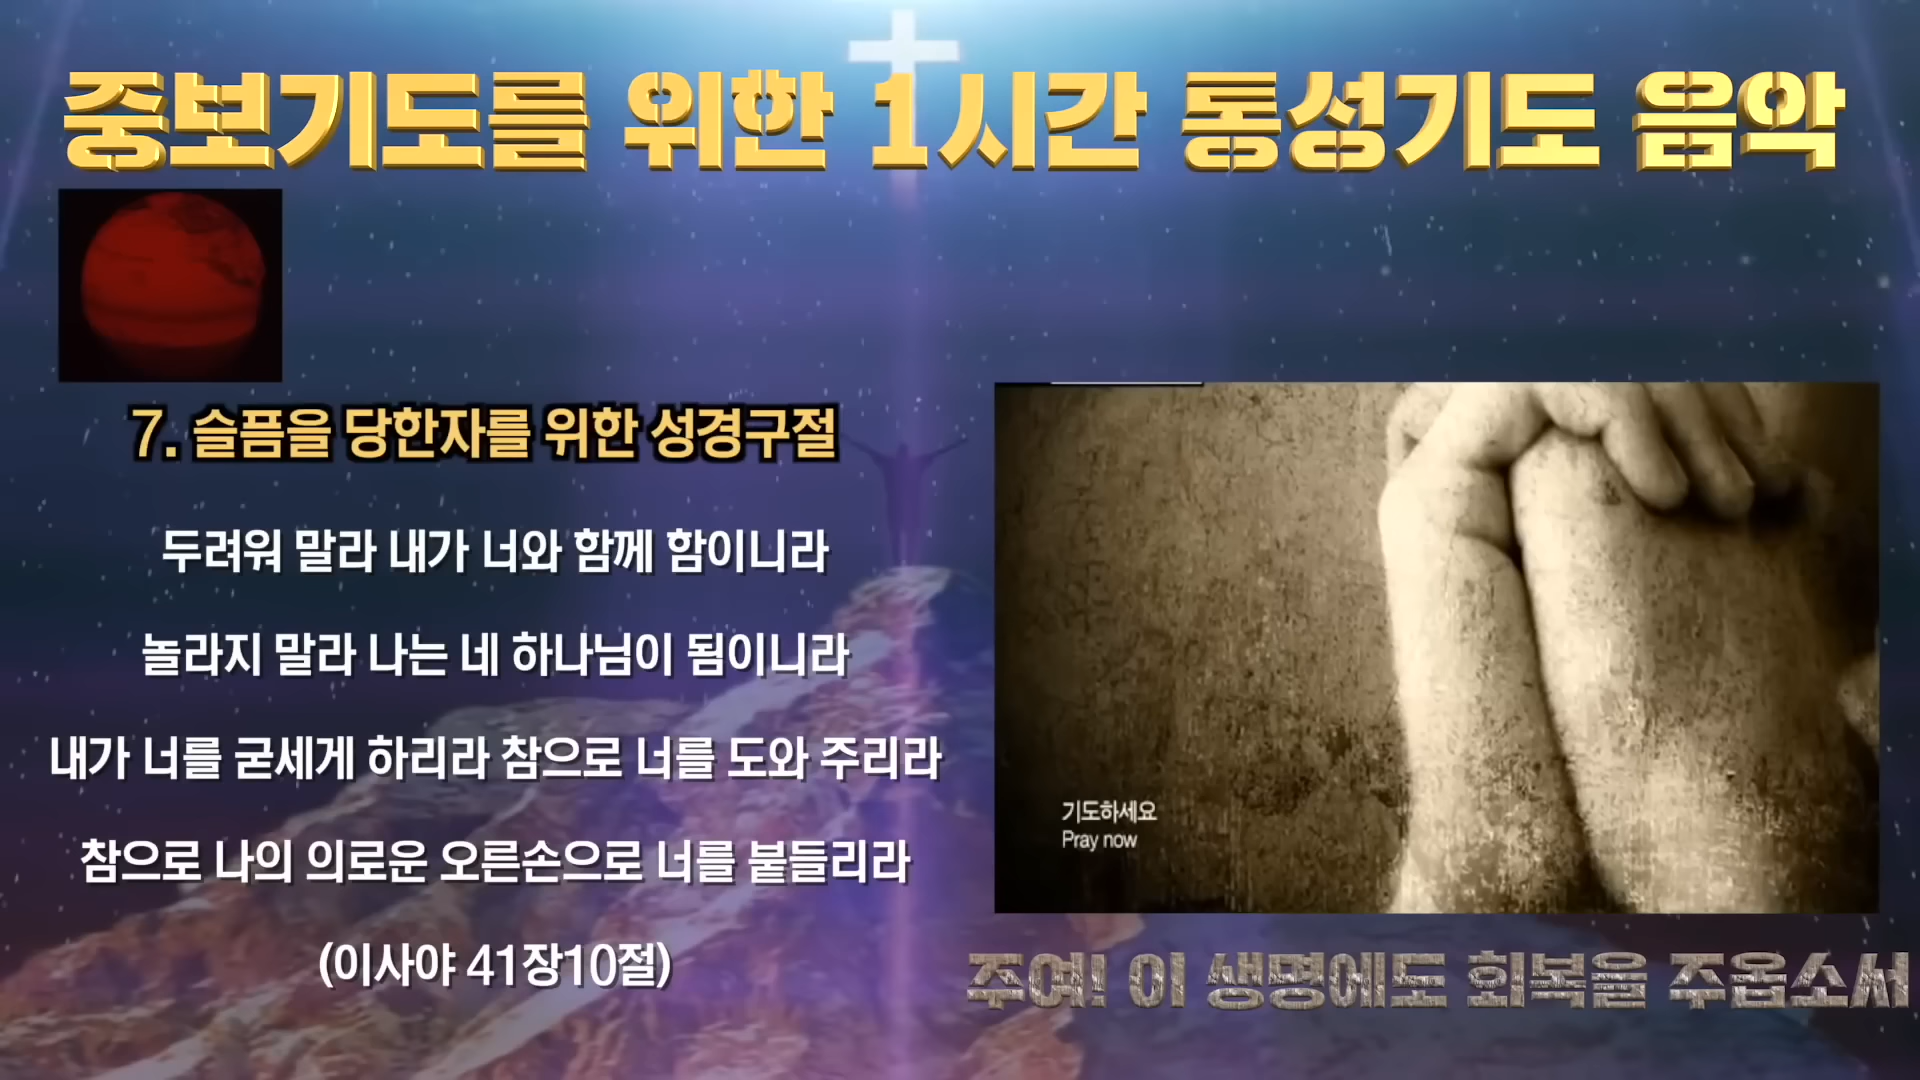 중보기도를 위한 1시간 통성기도 음악
7. 슬픔을 당한자를 위한 성경구절
두려워 말라 내가 너와 함께 함이니라
놀라지 말라 나는 네 하나님이 됨이니라
내가 너를 굳세게 하리라 참으로 너를 도와 주리라
참으로 나의 의로운 오른손으로 너를 붙들리라
(이사야 41장10절)
기도하세요
Pray now
주여! 이 생명에도 회복을 주옵소서